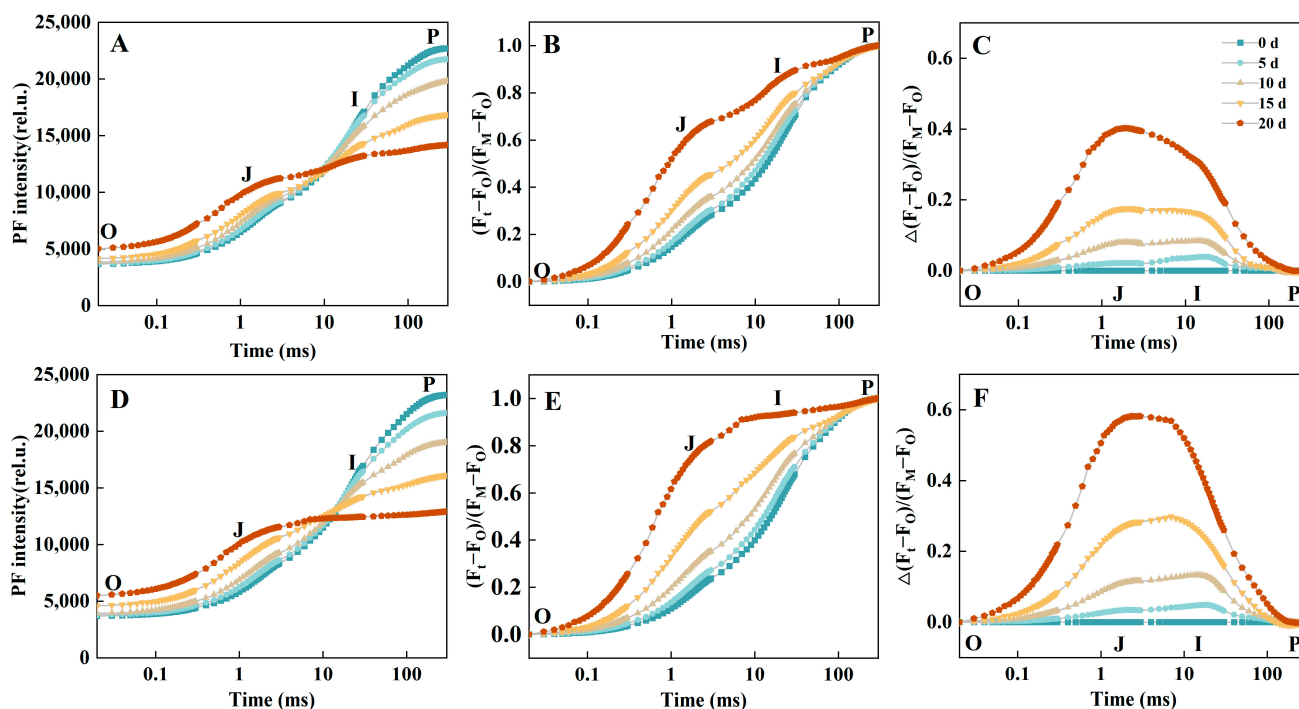 A
PF intensity(rel.u.)
25,000
20,000
15,000
10,000
5,000
0
O
J
I
P
0.1
1
10
100
Time (ms)
B
(Ft−FO)/(FM−FO)
1.0
0.8
0.6
0.4
0.2
0.0
O
J
I
P
0.1
1
10
100
Time (ms)
C
△(Ft−FO)/(FM−FO)
0.6
0.4
0.2
0.0
0 d
5 d
10 d
15 d
20 d
O
J
I
P
0.1
1
10
100
Time (ms)
D
PF intensity(rel.u.)
25,000
20,000
15,000
10,000
5,000
0
O
J
I
P
0.1
1
10
100
Time (ms)
E
(Ft−FO)/(FM−FO)
1.0
0.8
0.6
0.4
0.2
0.0
O
J
I
P
0.1
1
10
100
Time (ms)
F
△(Ft−FO)/(FM−FO)
0.6
0.4
0.2
0.0
O
J
I
P
0.1
1
10
100
Time (ms)